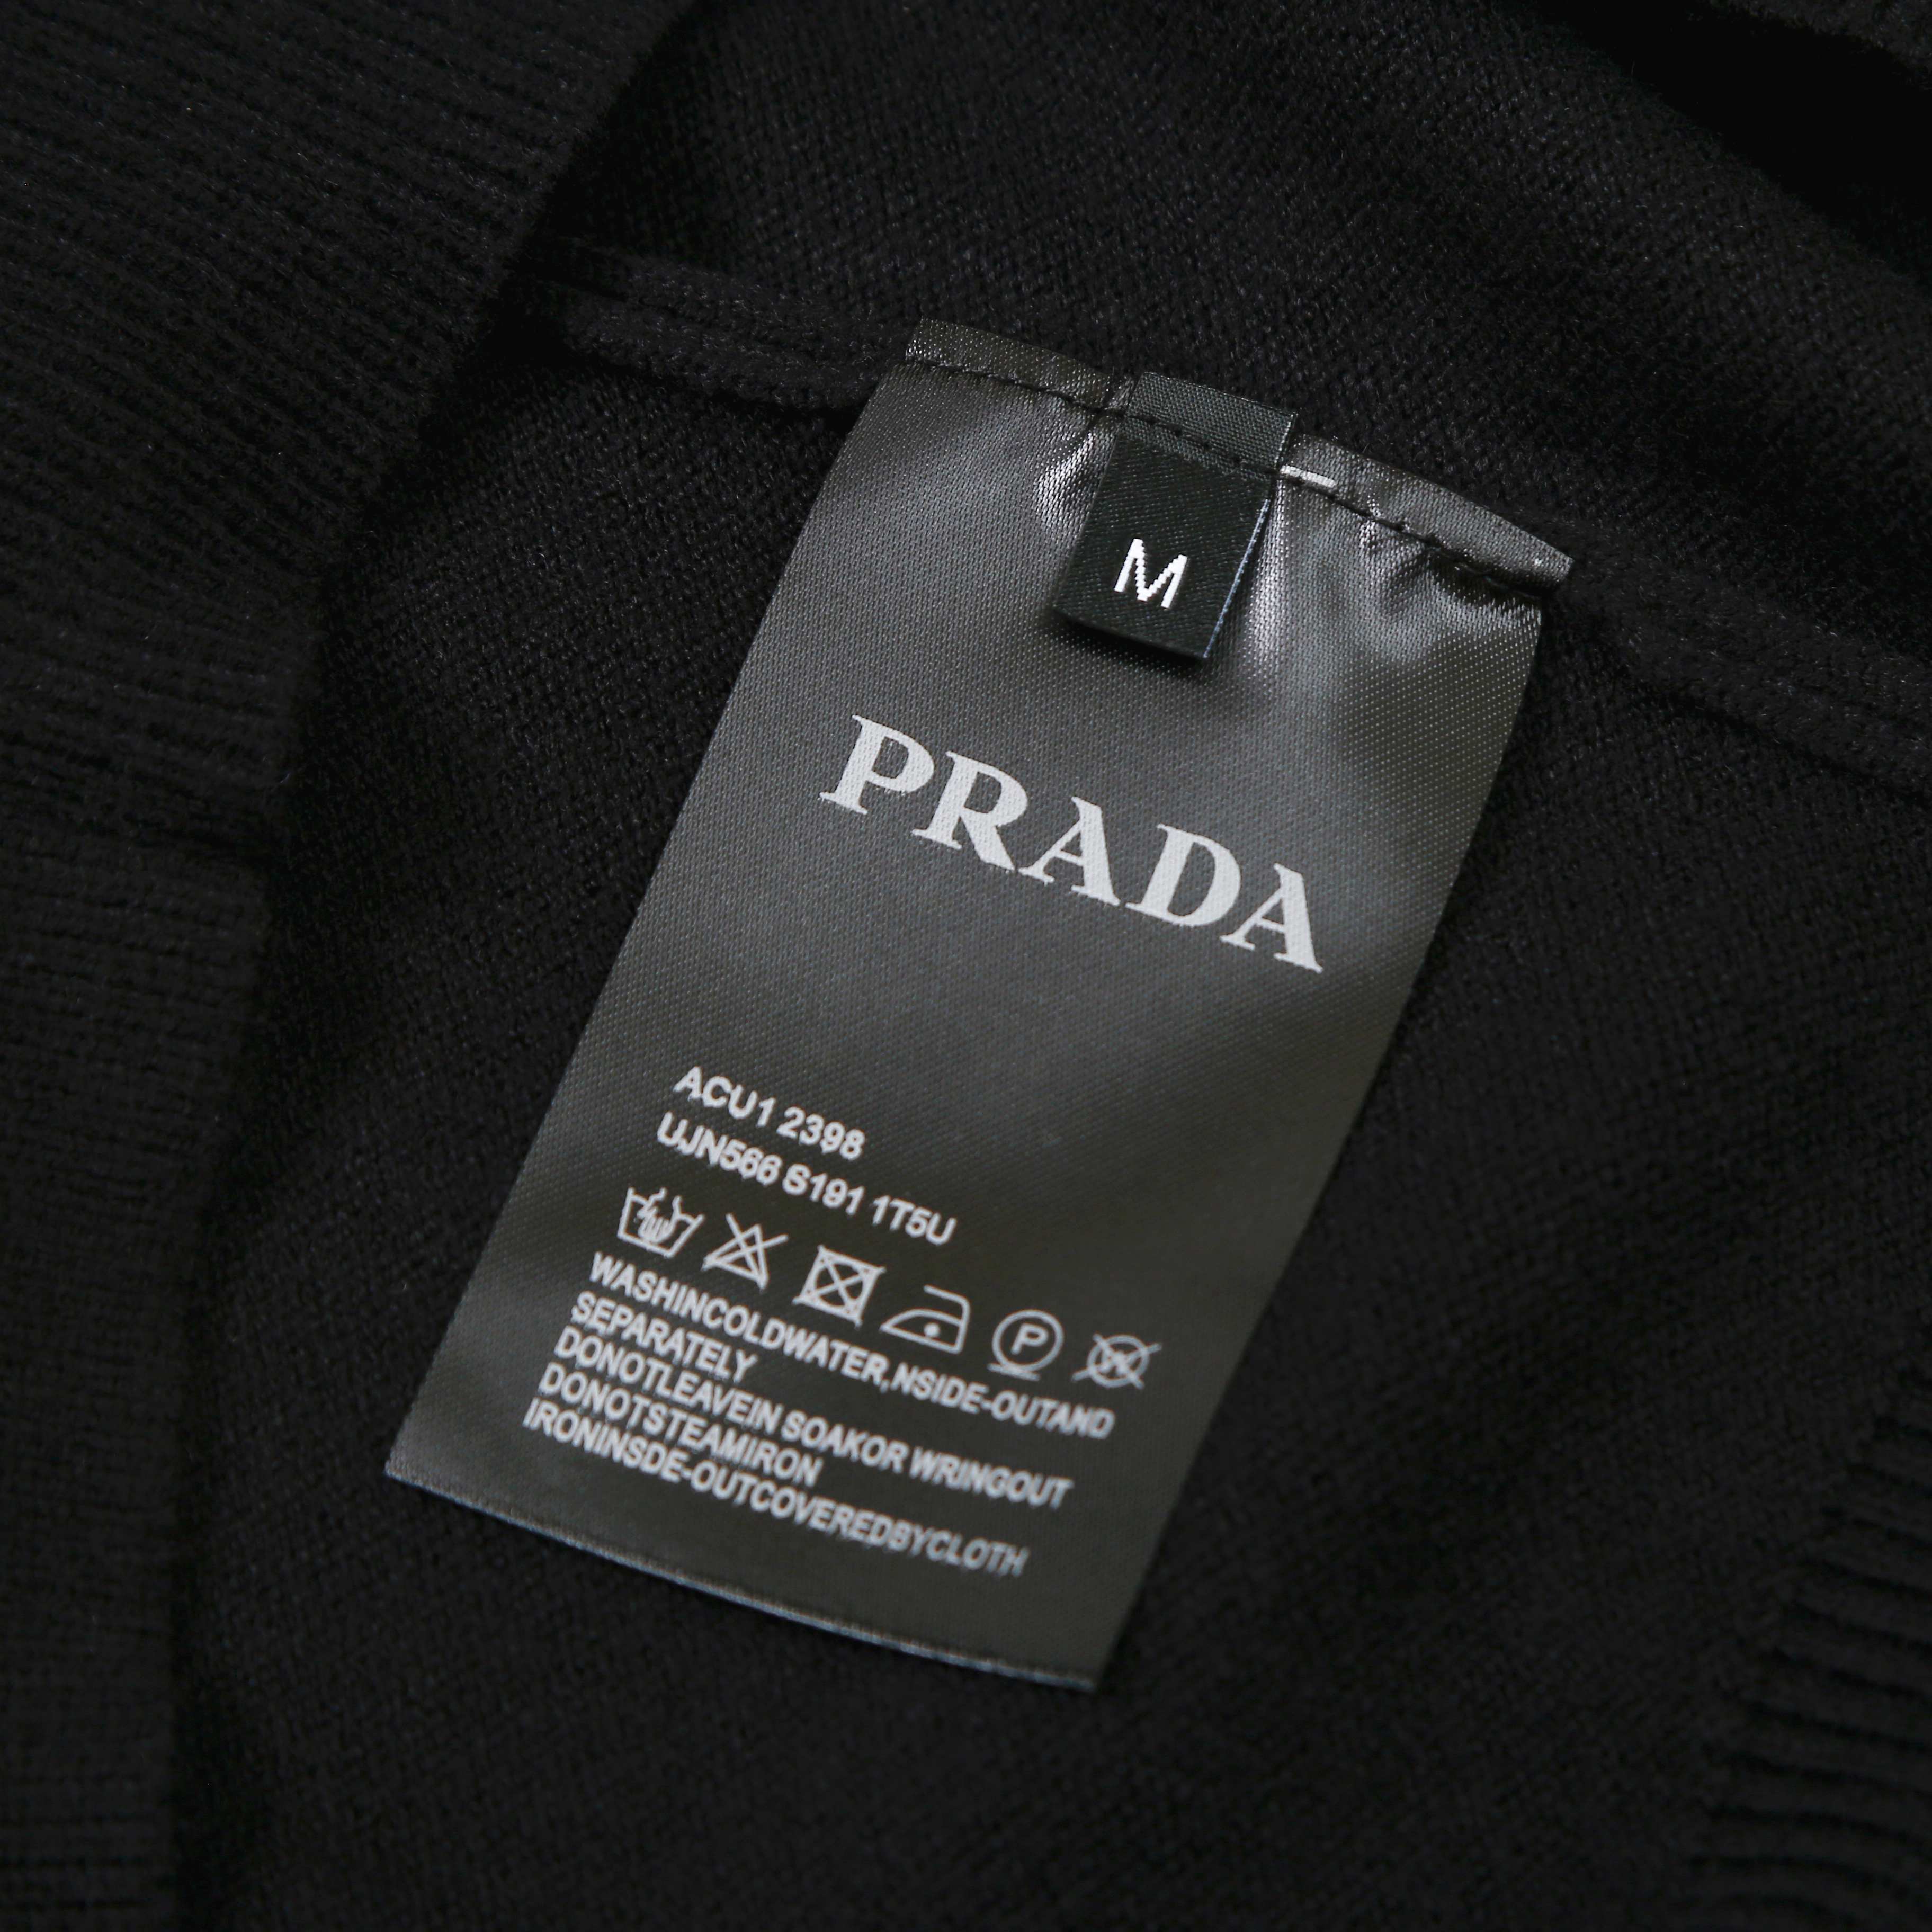 M
PRADA
ACU1 2398
UJN566 S191 1T5U
P
WASHINCOLDWATER,NSIDE-OUTAND
SEPARATELY
DONOTLEAVEIN SOAKOR WRINGOUT
DONOTSTEAMIRON
IRONINSDE-OUTCOVEREDBYCLOTH